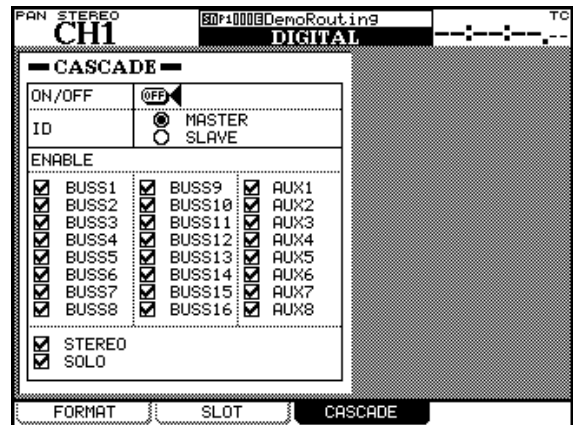 PAN STEREO
CH1
DemoRouting
DIGITAL
TC
--:--:--.--
CASCADE
ON/OFF OFF
ID MASTER
SLAVE
ENABLE
BUSS1 BUSS9 AUX1
BUSS2 BUSS10 AUX2
BUSS3 BUSS11 AUX3
BUSS4 BUSS12 AUX4
BUSS5 BUSS13 AUX5
BUSS6 BUSS14 AUX6
BUSS7 BUSS15 AUX7
BUSS8 BUSS16 AUX8
STEREO
SOLO
FORMAT SLOT CASCADE